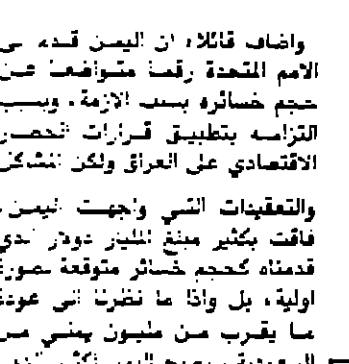 واضاف قائلا، ان اليمن قدم الى
الامم المتحدة رقما متواضعا عن
حجم خسائره بسبب الازمة، وبسبب
التزامه بتطبيق قرارات الحصر
الاقتصادي على العراق ولكن المشاكل
والتعقيدات التي واجهت اليمن،
فاقت بكثير مبلغ المليار دولار الذي
قدمناه كحجم خسائر متوقعة بصورة
اولية، بل واذا ما نظرنا الى عودة
ما يقرب من مليون يمني من
السعودية